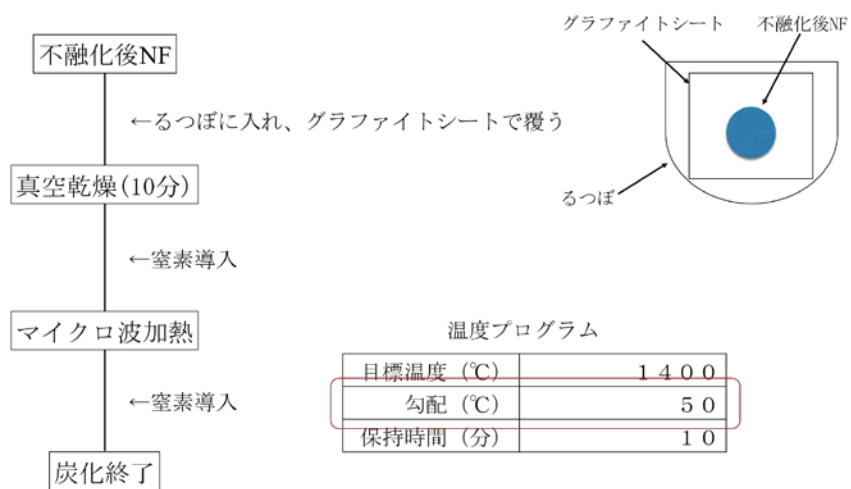 不融化後NF
←るつぼに入れ、グラファイトシートで覆う
真空乾燥(10分)
←窒素導入
マイクロ波加熱
←窒素導入
炭化終了
グラファイトシート
不融化後NF
るつぼ
温度プログラム
目標温度（℃） １４００
勾配（℃） ５０
保持時間（分） １０